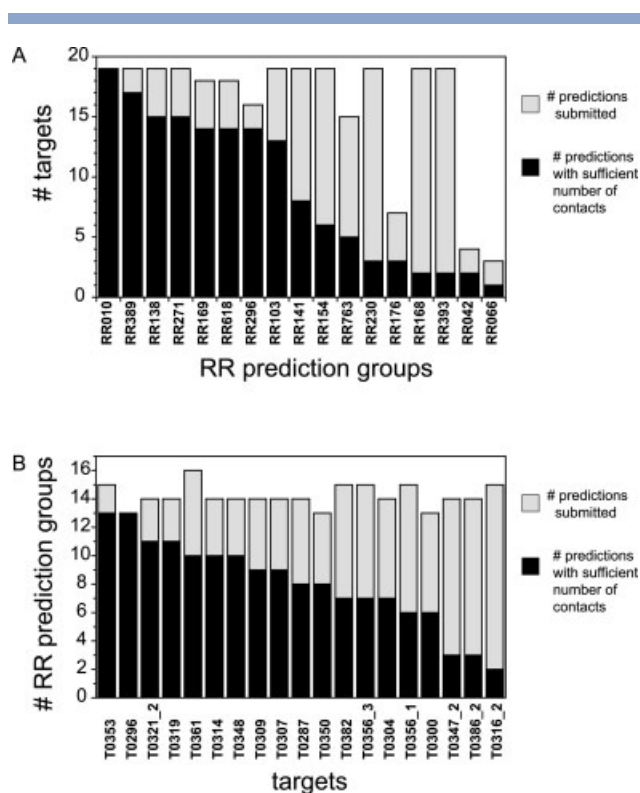 A
20
15
10
5
0
# targets
RR010
RR389
RR138
RR271
RR169
RR618
RR296
RR103
RR141
RR154
RR763
RR230
RR176
RR168
RR393
RR042
RR066
RR prediction groups
# predictions
submitted
# predictions
with sufficient
number of
contacts
B
16
14
12
10
8
6
4
2
0
# RR prediction groups
T0353
T0296
T0321_2
T0319
T0361
T0314
T0348
T0309
T0307
T0287
T0350
T0382
T0356_3
T0304
T0356_1
T0300
T0347_2
T0386_2
T0316_2
targets
# predictions
submitted
# predictions
with sufficient
number of
contacts